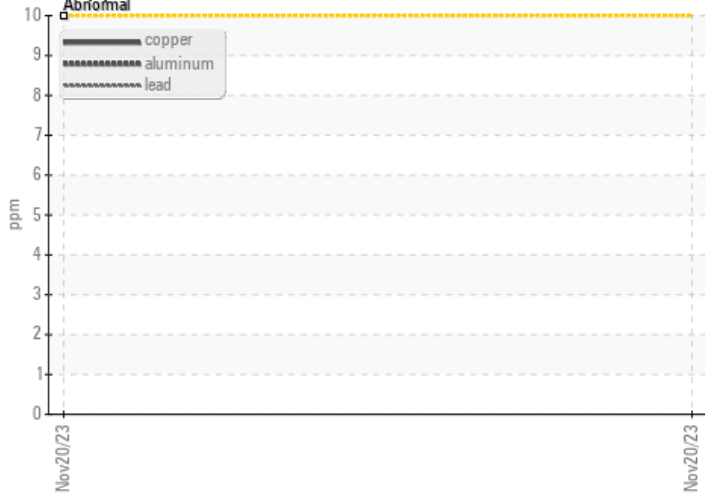 Abnormal
10
9
8
7
6
5
4
3
2
1
0
ppm
copper
aluminum
lead
Nov20/23
Nov20/23